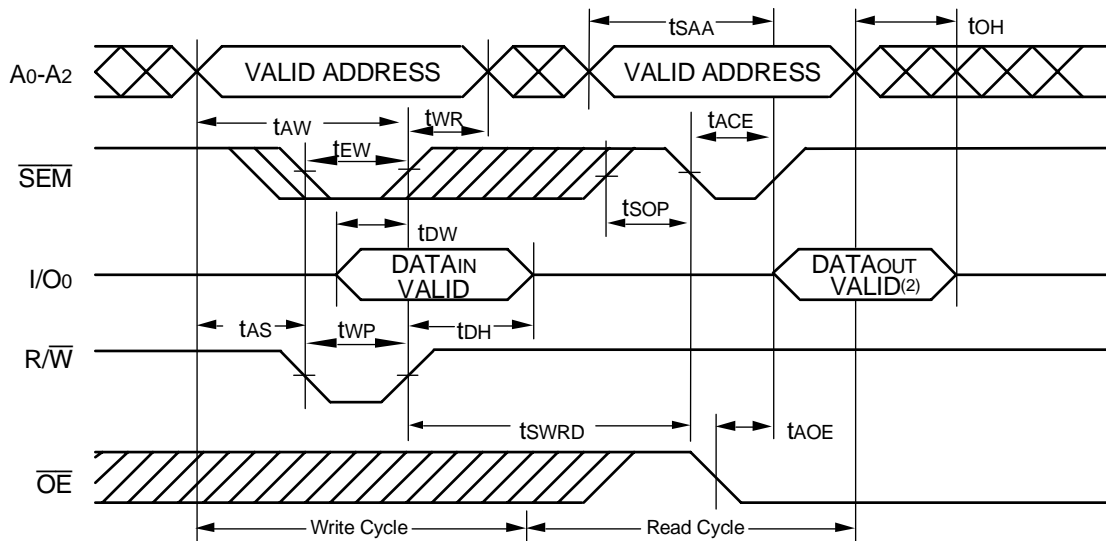 tSAA
tOH
A0-A2
VALID ADDRESS
VALID ADDRESS
tAW
tWR
tACE
SEM
tEW
tSOP
tDW
I/O0
DATAIN
VALID
DATAOUT
VALID(2)
tAS
tWP
tDH
R/W
tSWRD
tAOE
OE
Write Cycle
Read Cycle